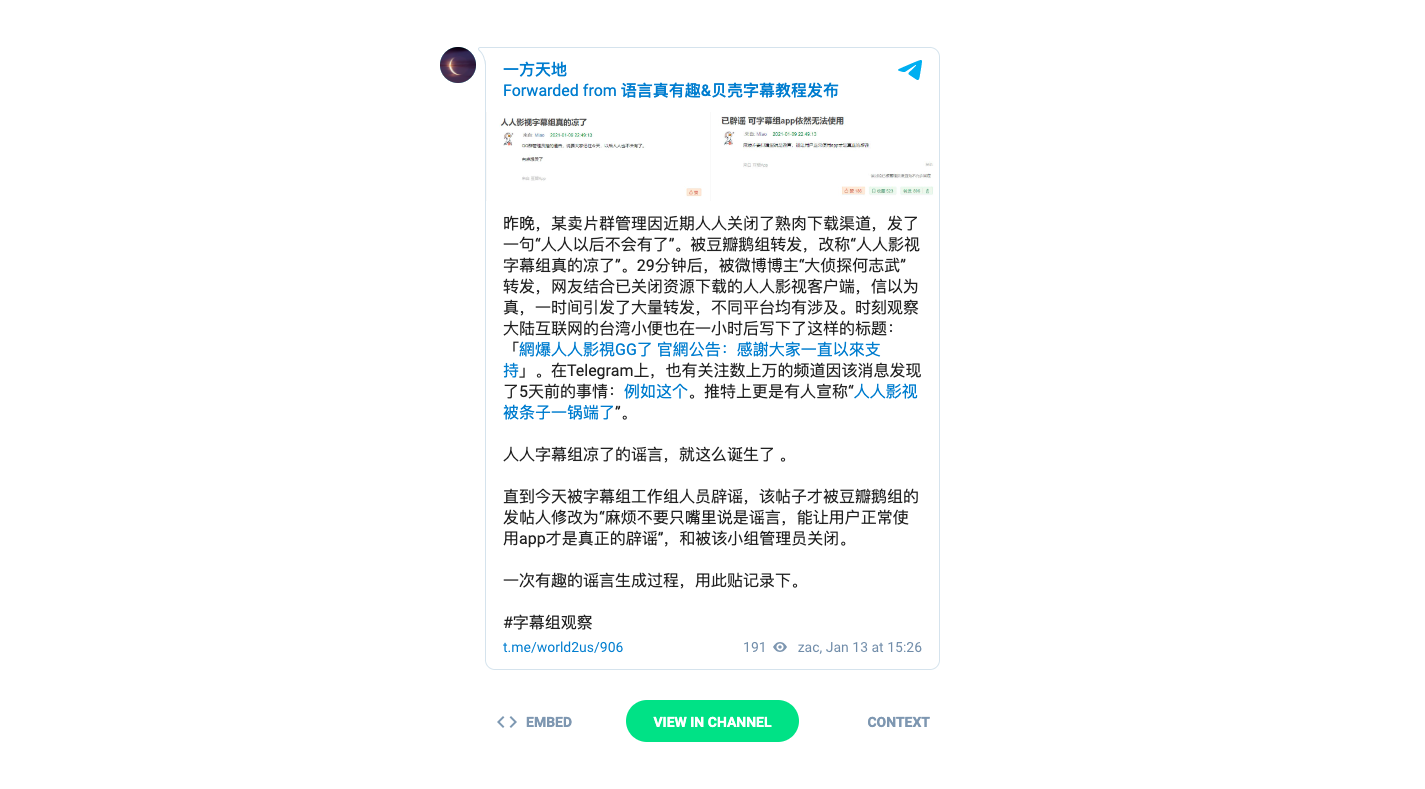 一方天地
Forwarded from 语言真有趣&贝壳字幕教程发布
人人影视字幕组真的凉了
来自 Miao 2021-01-09 22:49:13
已辟谣 可字幕组app依然无法使用
来自 Miao 2021-01-09 22:49:13
昨晚，某卖片群管理因近期人人关闭了熟肉下载渠道，发了
一句“人人以后不会有了”。被豆瓣鹅组转发，改称“人人影视
字幕组真的凉了”。29分钟后，被微博博主“大侦探何志武”
转发，网友结合已关闭资源下载的人人影视客户端，信以为
真，一时间引发了大量转发，不同平台均有涉及。时刻观察
大陆互联网的台湾小便也在一小时后写下了这样的标题：
「網爆人人影視GG了 官網公告：感謝大家一直以來支
持」。在Telegram上，也有关注数上万的频道因该消息发现
了5天前的事情：例如这个。推特上更是有人宣称“人人影视
被条子一锅端了”。
人人字幕组凉了的谣言，就这么诞生了 。
直到今天被字幕组工作组人员辟谣，该帖子才被豆瓣鹅组的
发帖人修改为“麻烦不要只嘴里说是谣言，能让用户正常使
用app才是真正的辟谣”，和被该小组管理员关闭。
一次有趣的谣言生成过程，用此贴记录下。
#字幕组观察
t.me/world2us/906
191 zac, Jan 13 at 15:26
EMBED
VIEW IN CHANNEL
CONTEXT